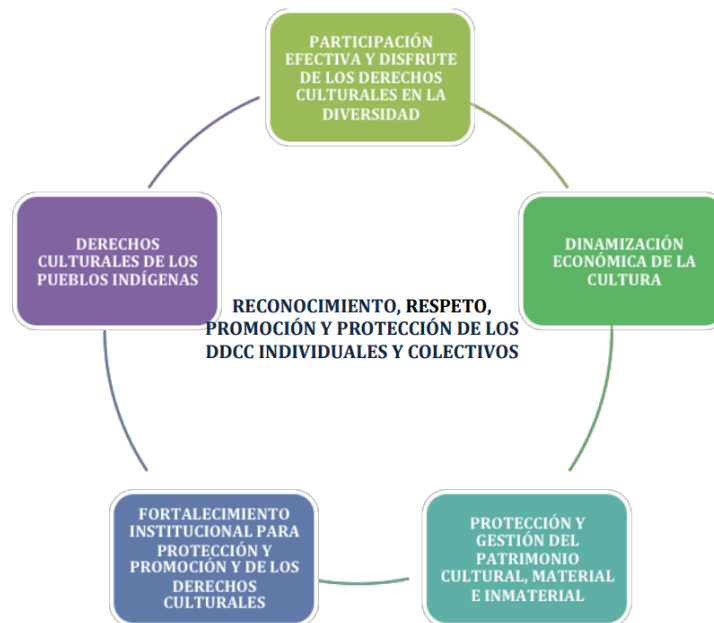 PARTICIPACIÓN
EFECTIVA Y DISFRUTE
DE LOS DERECHOS
CULTURALES EN LA
DIVERSIDAD
DERECHOS
CULTURALES DE LOS
PUEBLOS INDÍGENAS
DINAMIZACIÓN
ECONÓMICA DE LA
CULTURA
RECONOCIMIENTO, RESPETO,
PROMOCIÓN Y PROTECCIÓN DE LOS
DDCC INDIVIDUALES Y COLECTIVOS
FORTALECIMIENTO
INSTITUCIONAL PARA
PROTECCIÓN Y
PROMOCIÓN Y DE LOS
DERECHOS
CULTURALES
PROTECCIÓN Y
GESTIÓN DEL
PATRIMONIO
CULTURAL, MATERIAL
E INMATERIAL